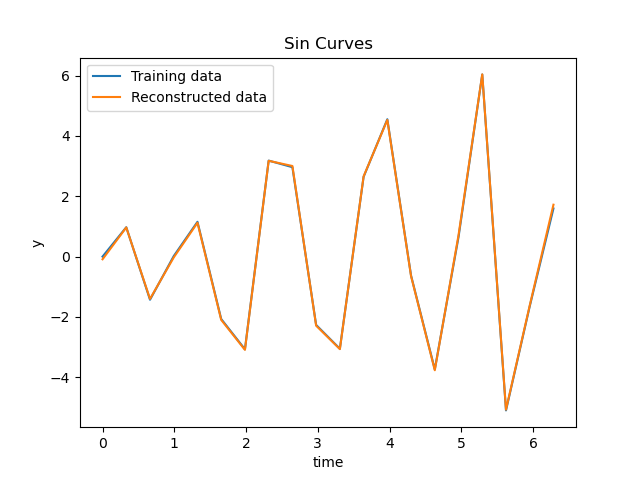 Sin Curves
Training data
Reconstructed data
6
4
2
0
−2
−4
y
0 1 2 3 4 5 6
time